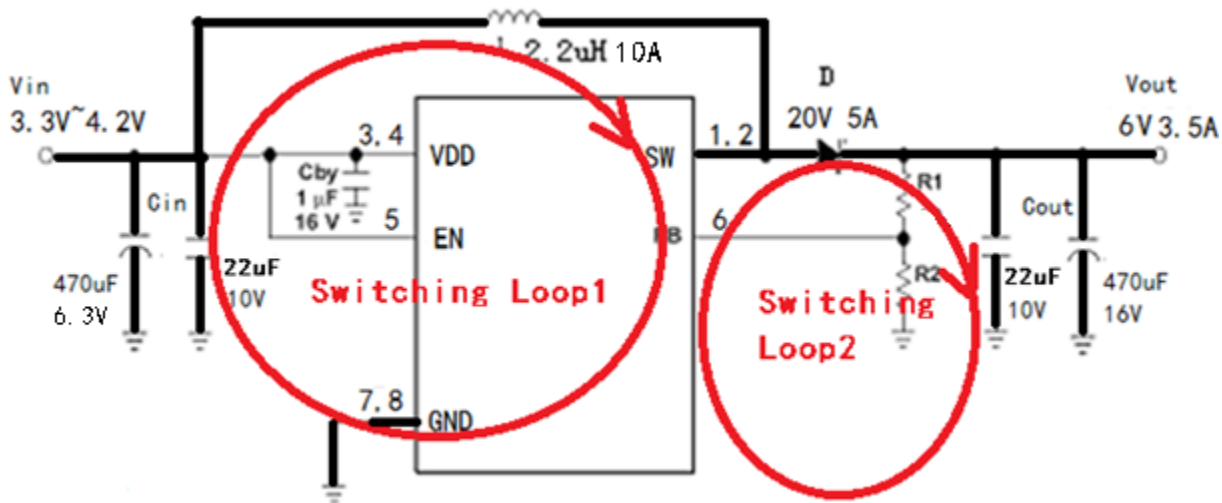 2.2uH 10A
Vin
3.3V~4.2V
D
20V 5A
Vout
6V 3.5A
3.4
VDD
SW
1.2
Cby
1 μF
16 V
R1
Cin
5
EN
6
Cout
22uF
10V
Switching Loop1
470uF
6.3V
R2
Switching
Loop2
22uF
10V
470uF
16V
7.8
GND